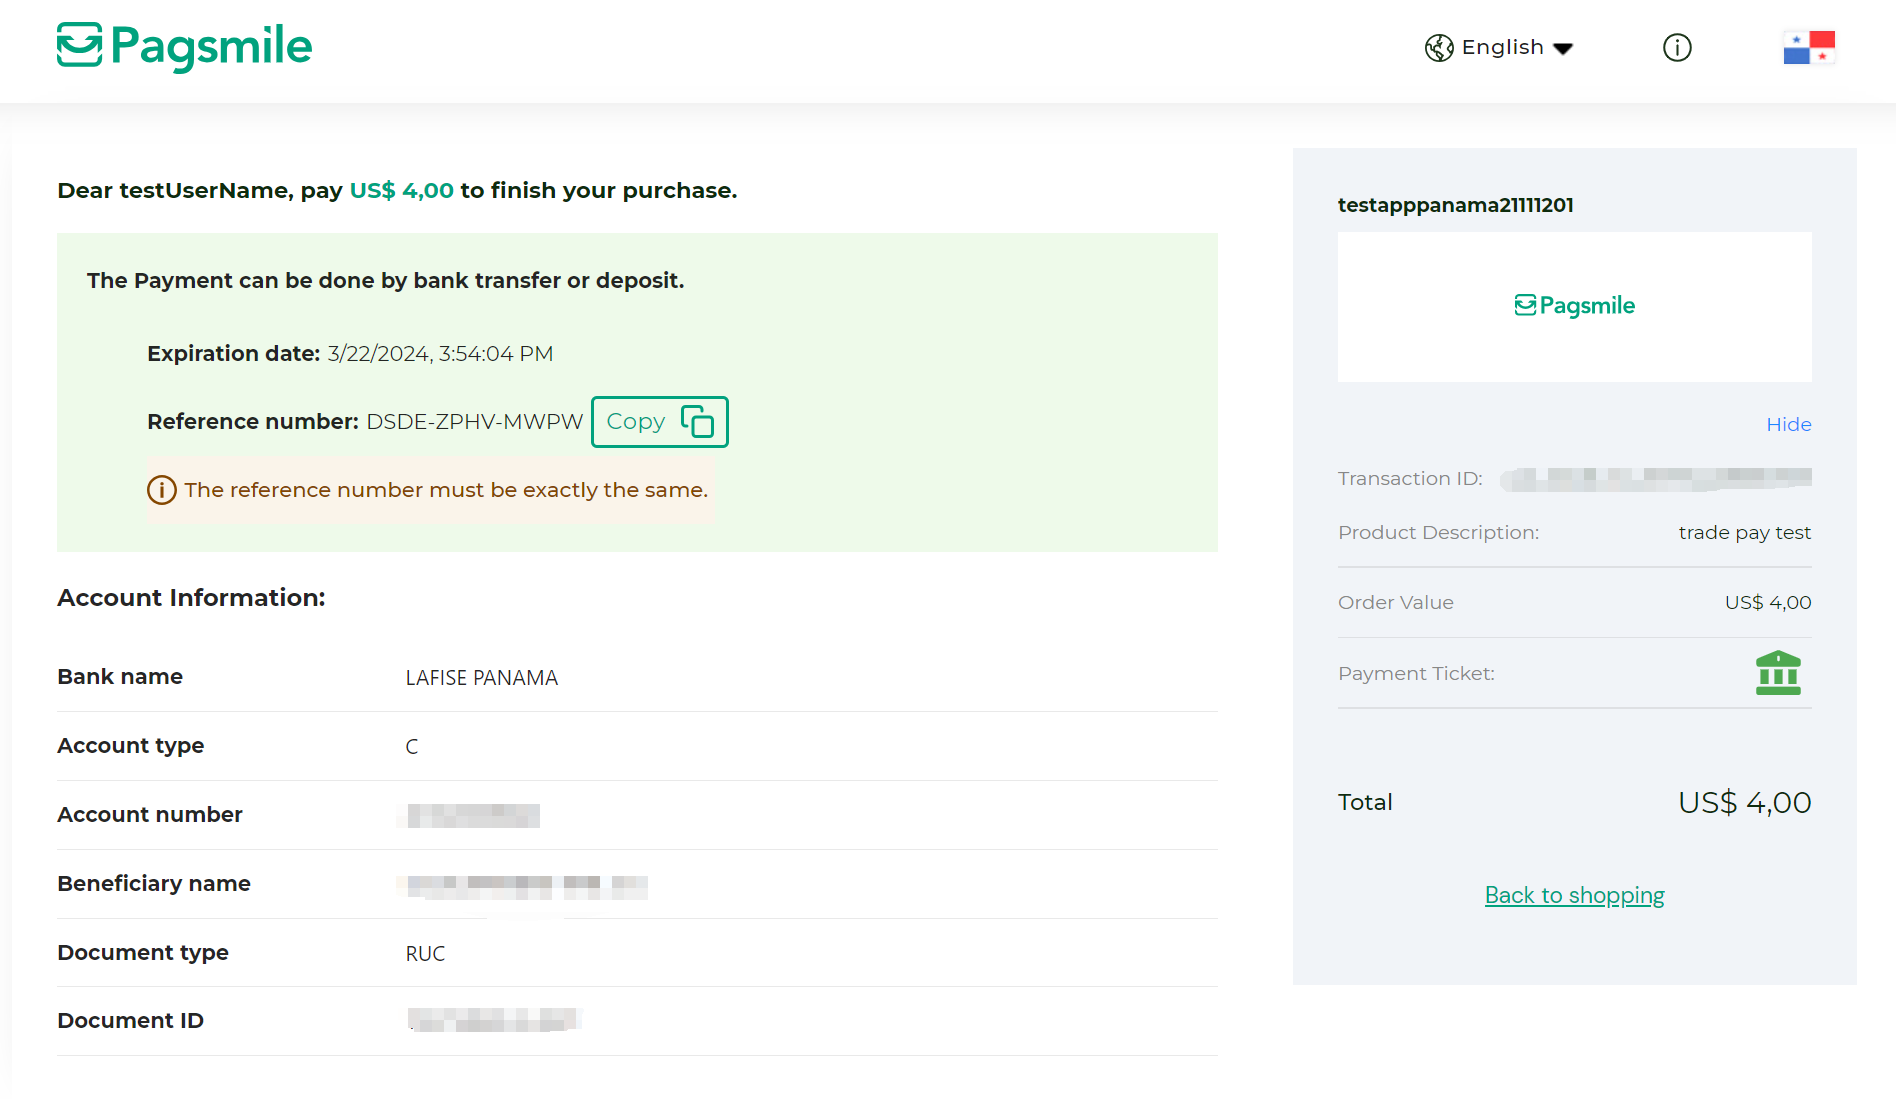 Pagsmile
English
Dear testUserName, pay US$ 4,00 to finish your purchase.
The Payment can be done by bank transfer or deposit.
Expiration date: 3/22/2024, 3:54:04 PM
Reference number: DSDE-ZPHV-MWPW Copy
The reference number must be exactly the same.
Account Information:
Bank name LAFISE PANAMA
Account type C
Account number
Beneficiary name
Document type RUC
Document ID
testapppanama21111201
Pagsmile
Hide
Transaction ID:
Product Description: trade pay test
Order Value US$ 4,00
Payment Ticket:
Total US$ 4,00
Back to shopping